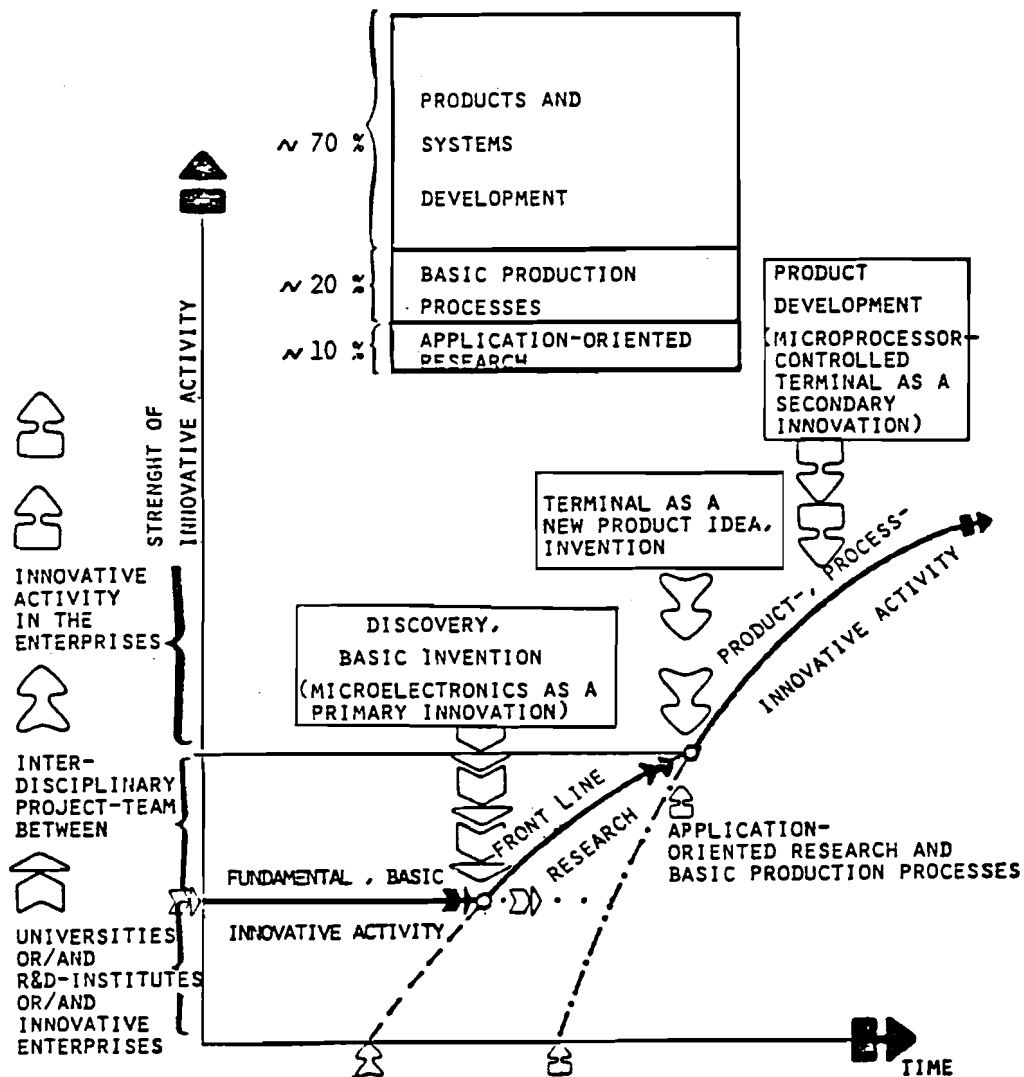 ~ 70 %
PRODUCTS AND
SYSTEMS
DEVELOPMENT
~ 20 %
BASIC PRODUCTION
PROCESSES
~ 10 %
APPLICATION-ORIENTED
RESEARCH
PRODUCT
DEVELOPMENT
(MICROPROCESSOR-
CONTROLLED
TERMINAL AS A
SECONDARY
INNOVATION)
STRENGHT OF
INNOVATIVE ACTIVITY
TERMINAL AS A
NEW PRODUCT IDEA,
INVENTION
INNOVATIVE
ACTIVITY
IN THE
ENTERPRISES
DISCOVERY,
BASIC INVENTION
(MICROELECTRONICS AS A
PRIMARY INNOVATION)
PRODUCT-, PROCESS-
INNOVATIVE ACTIVITY
INTER-
DISCIPLINARY
PROJECT-TEAM
BETWEEN
FRONT LINE
RESEARCH
APPLICATION-
ORIENTED RESEARCH AND
BASIC PRODUCTION PROCESSES
FUNDAMENTAL, BASIC
INNOVATIVE ACTIVITY
UNIVERSITIES
OR/AND
R&D-INSTITUTES
OR/AND
INNOVATIVE
ENTERPRISES
TIME